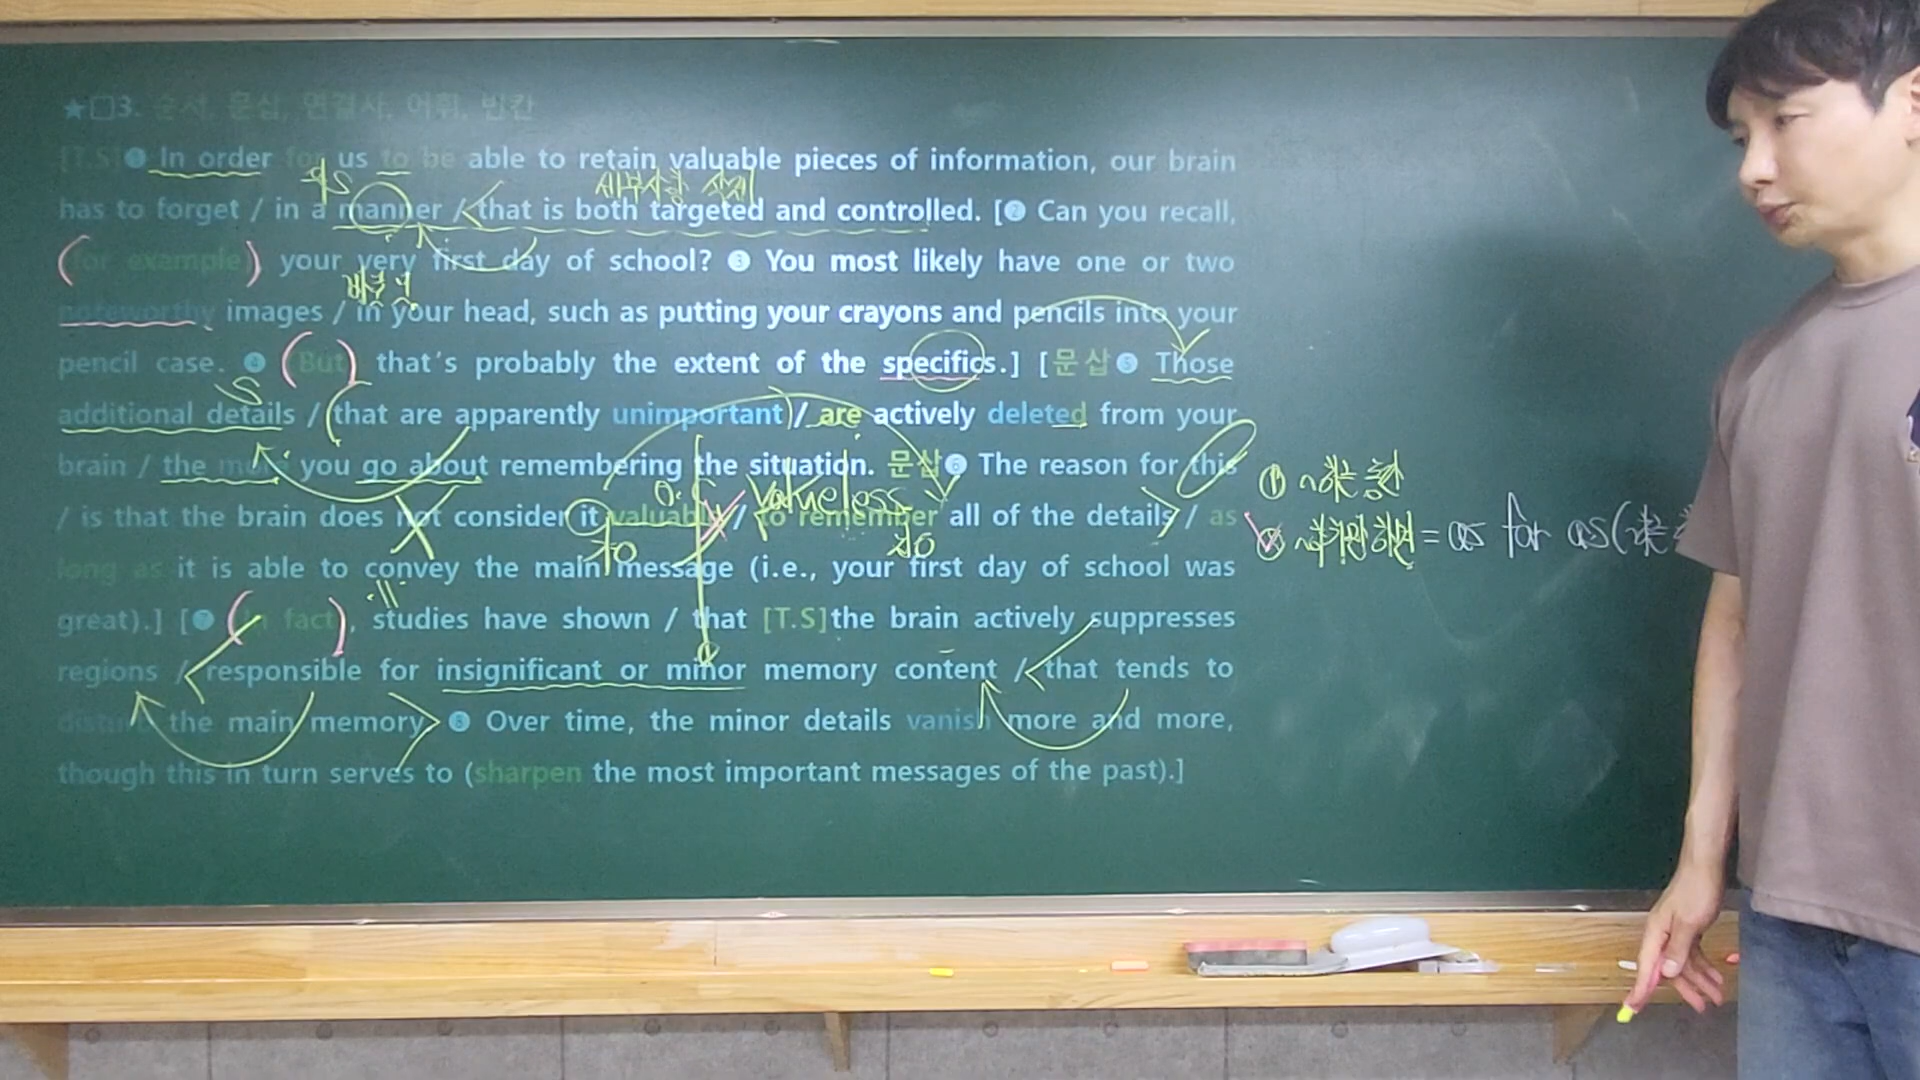 ★□3. 순서, 문삽, 연결사, 어휘, 빈칸
[T.S]❶ In order for us to be able to retain valuable pieces of information, our brain
has to forget / in a manner / that is both targeted and controlled. [❷ Can you recall,
(for example) your very first day of school? ❸ You most likely have one or two
noteworthy images / in your head, such as putting your crayons and pencils into your
pencil case. ❹ (But) that's probably the extent of the specifics.] [문삽❺ Those
additional details / (that are apparently unimportant) / are actively deleted from your
brain / the more you go about remembering the situation. 문삽❻ The reason for this
/ is that the brain does not consider it valuable / to remember all of the details / as
long as it is able to convey the main message (i.e., your first day of school was
great).] [❼ (In fact), studies have shown / that [T.S]the brain actively suppresses
regions / responsible for insignificant or minor memory content / that tends to
disturb the main memory. ❽ Over time, the minor details vanish more and more,
though this in turn serves to (sharpen the most important messages of the past).]
세부사항 삭제
S
O.C
valueless
① ~하는 한
② ~하기만 하면 = as for as(